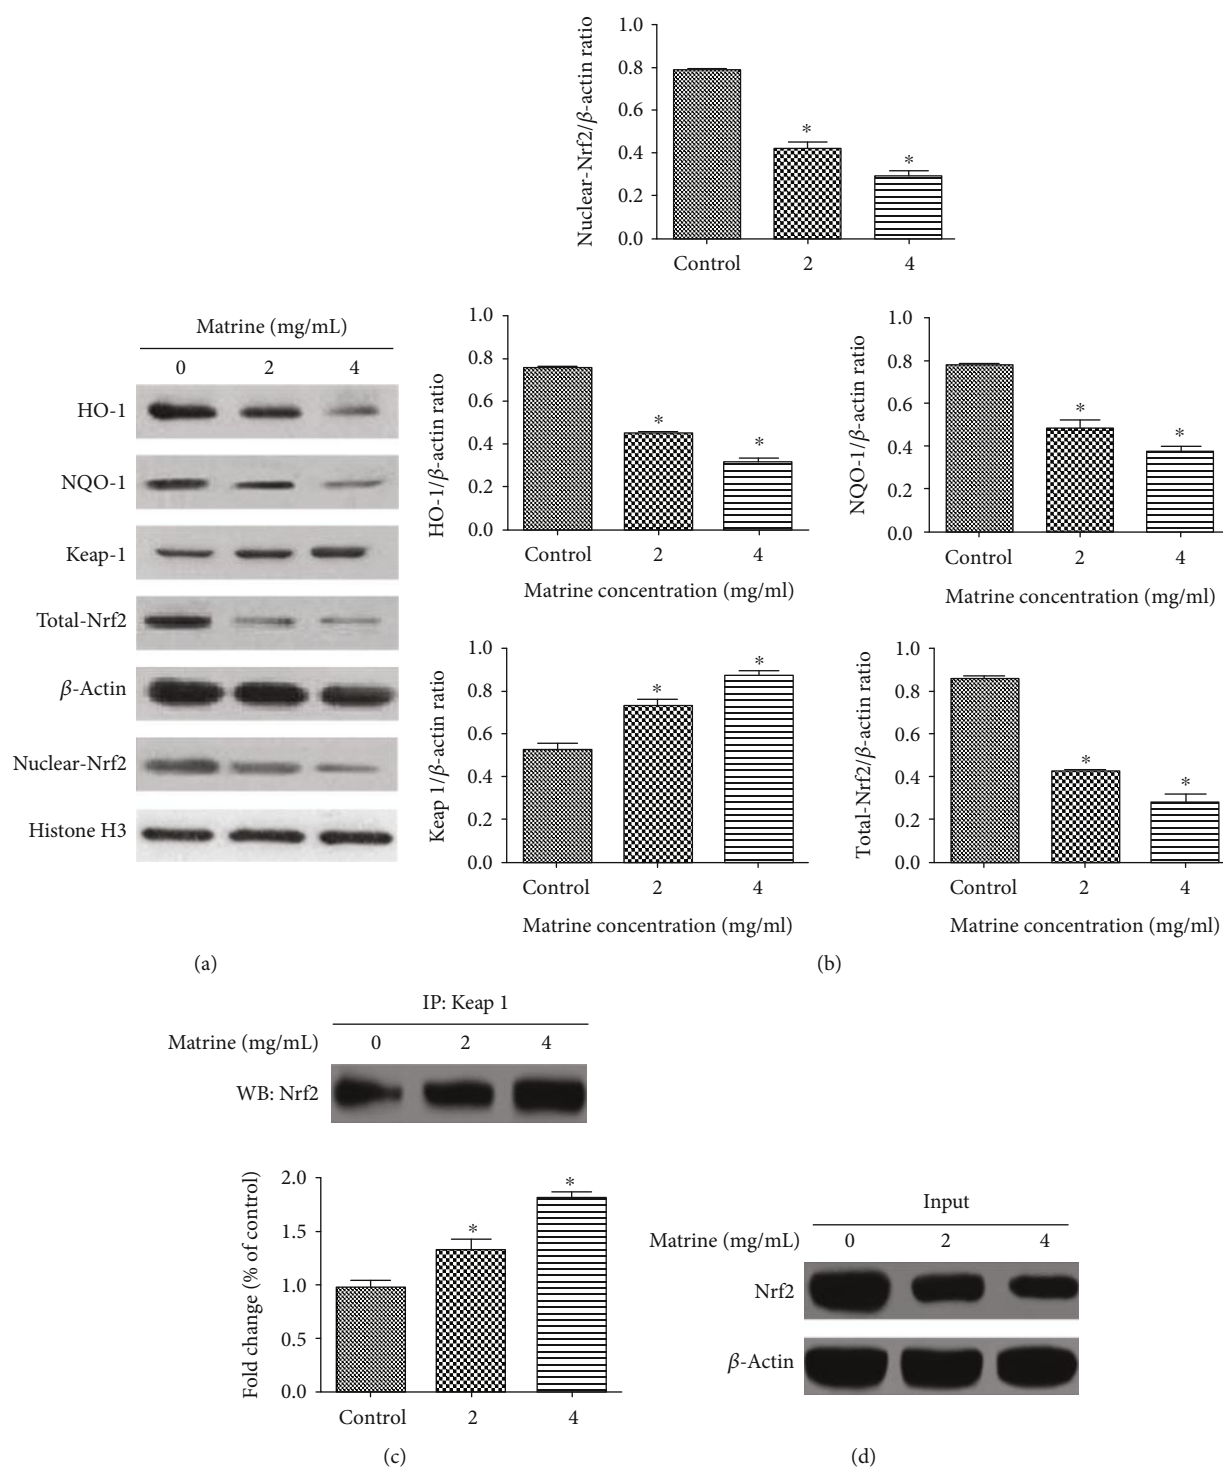 Nuclear-Nrf2/β-actin ratio
1.0
0.8
0.6
0.4
0.2
0.0
*
*
Control 2 4
Matrine (mg/mL)
0 2 4
HO-1
NQO-1
Keap-1
Total-Nrf2
β-Actin
Nuclear-Nrf2
Histone H3
(a)
HO-1/β-actin ratio
1.0
0.8
0.6
0.4
0.2
0.0
*
*
Control 2 4
Matrine concentration (mg/ml)
NQO-1/β-actin ratio
1.0
0.8
0.6
0.4
0.2
0.0
*
*
Control 2 4
Matrine concentration (mg/ml)
Keap 1/β-actin ratio
1.0
0.8
0.6
0.4
0.2
0.0
*
*
Control 2 4
Matrine concentration (mg/ml)
Total-Nrf2/β-actin ratio
1.0
0.8
0.6
0.4
0.2
0.0
*
*
Control 2 4
Matrine concentration (mg/ml)
(b)
IP: Keap 1
Matrine (mg/mL) 0 2 4
WB: Nrf2
Fold change (% of control)
2.0
1.5
1.0
0.5
0.0
*
*
Control 2 4
(c)
Input
Matrine (mg/mL) 0 2 4
Nrf2
β-Actin
(d)